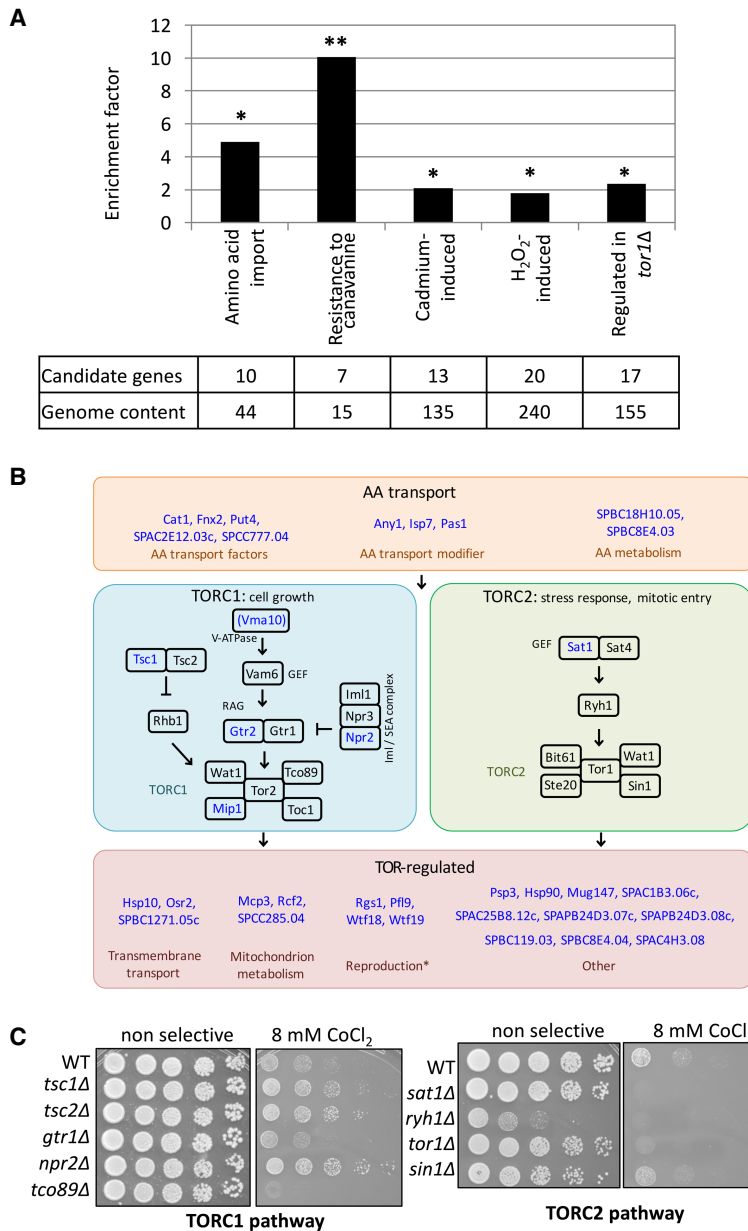 A
Enrichment factor
12
10
8
6
4
2
0
*
**
*
*
*
Amino acid
import
Resistance to
canavanine
Cadmium-
induced
H2O2-
induced
Regulated in
tor1Δ
Candidate genes 10 7 13 20 17
Genome content 44 15 135 240 155
B
AA transport
Cat1, Fnx2, Put4,
SPAC2E12.03c, SPCC777.04
AA transport factors
Any1, Isp7, Pas1
AA transport modifier
SPBC18H10.05,
SPBC8E4.03
AA metabolism
TORC1: cell growth
(Vma10)
V-ATPase
Tsc1 Tsc2
Vam6 GEF
Rhb1
RAG
Gtr2 Gtr1
Iml1
Npr3
Npr2
Iml / SEA complex
Wat1 Tco89
Tor2
TORC1
Mip1 Toc1
TORC2: stress response, mitotic entry
GEF Sat1 Sat4
Ryh1
Bit61 Wat1
TORC2 Tor1
Ste20 Sin1
TOR-regulated
Hsp10, Osr2,
SPBC1271.05c
Transmembrane
transport
Mcp3, Rcf2,
SPCC285.04
Mitochondrion
metabolism
Rgs1, Pfl9,
Wtf18, Wtf19
Reproduction*
Psp3, Hsp90, Mug147, SPAC1B3.06c,
SPAC25B8.12c, SPAPB24D3.07c, SPAPB24D3.08c,
SPBC119.03, SPBC8E4.04, SPAC4H3.08
Other
C
non selective 8 mM CoCl2
WT
tsc1Δ
tsc2Δ
gtr1Δ
npr2Δ
tco89Δ
TORC1 pathway
non selective 8 mM CoCl
WT
sat1Δ
ryh1Δ
tor1Δ
sin1Δ
TORC2 pathway